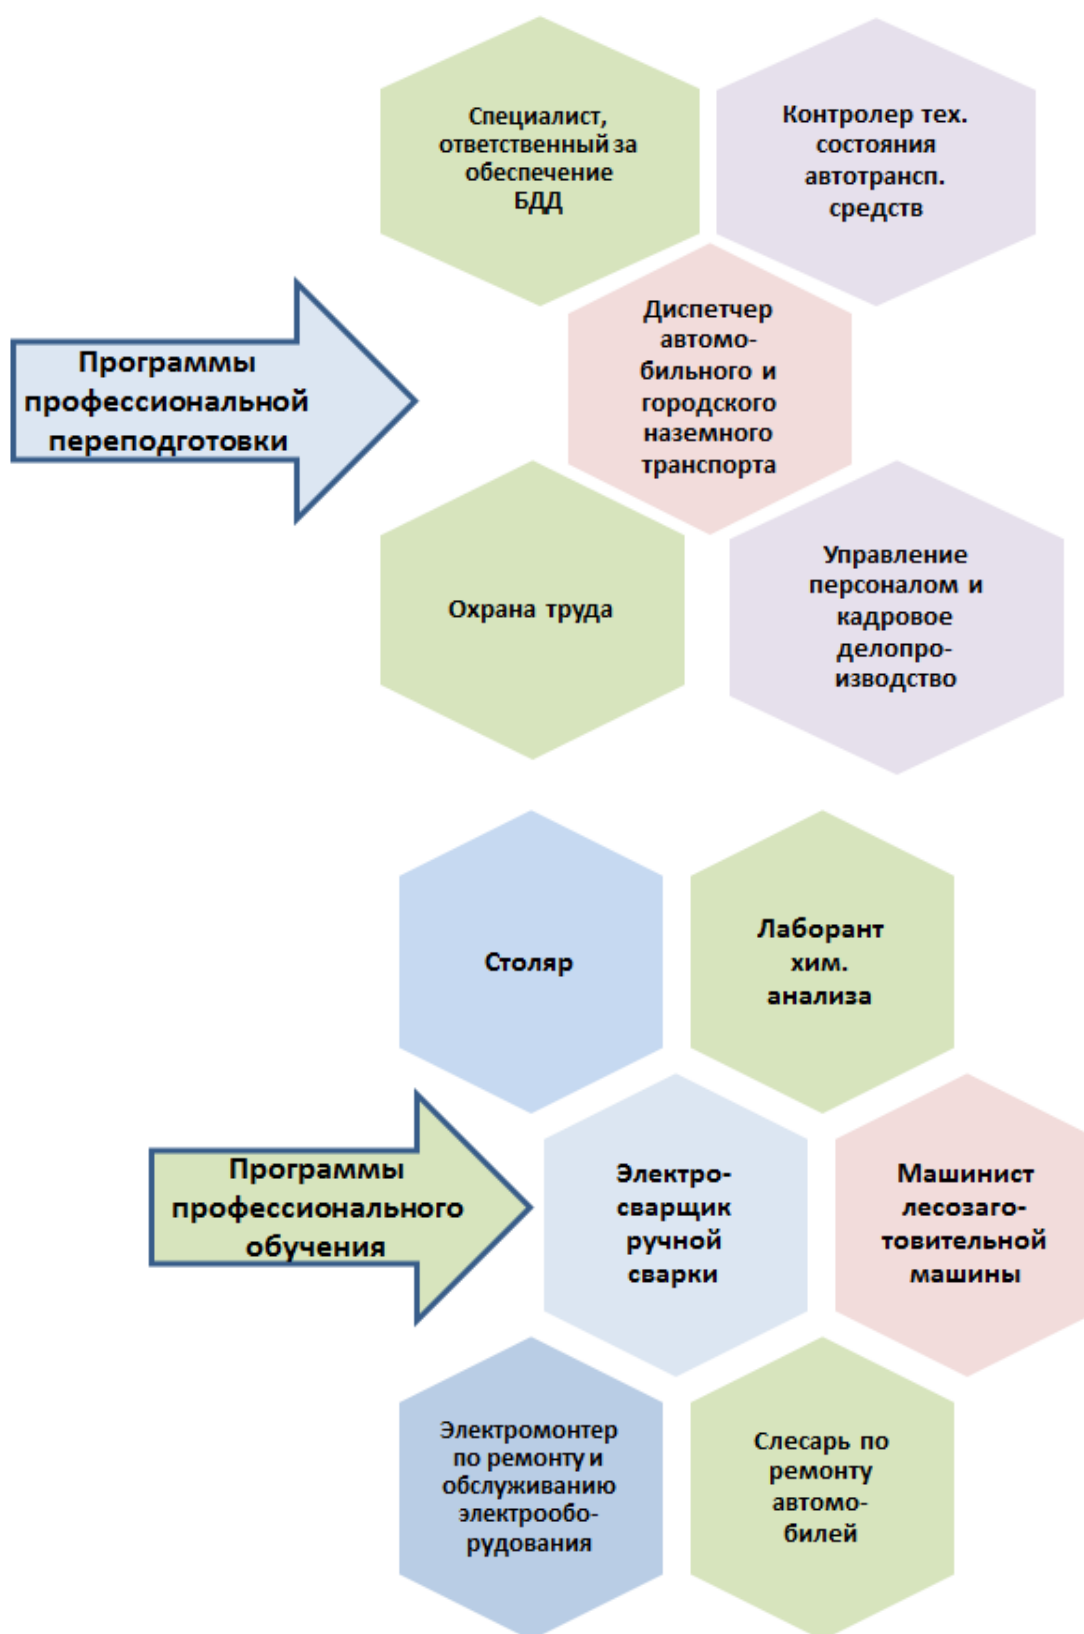 Специалист,
ответственный за
обеспечение
БДД
Контролер тех.
состояния
автотрансп.
средств
Программы
профессиональной
переподготовки
Диспетчер
автомо-
бильного и
городского
наземного
транспорта
Охрана труда
Управление
персоналом и
кадровое
делопро-
изводство
Столяр
Лаборант
хим.
анализа
Программы
профессионального
обучения
Электро-
сварщик
ручной
сварки
Машинист
лесозаго-
товительной
машины
Электромонтер
по ремонту и
обслуживанию
электрообо-
рудования
Слесарь по
ремонту
автомо-
билей